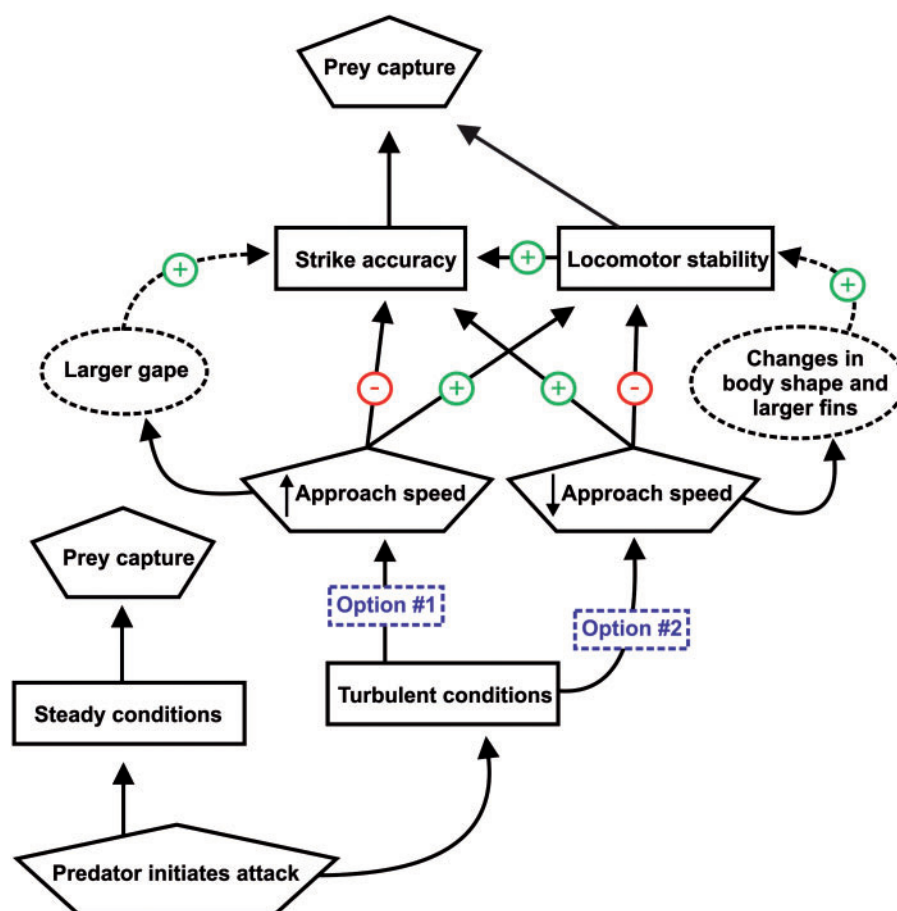 Prey capture
Strike accuracy
+
Locomotor stability
+
+
Larger gape
-
+
+
-
Changes in
body shape and
larger fins
↑ Approach speed
↓ Approach speed
Prey capture
Option #1
Option #2
Steady conditions
Turbulent conditions
Predator initiates attack